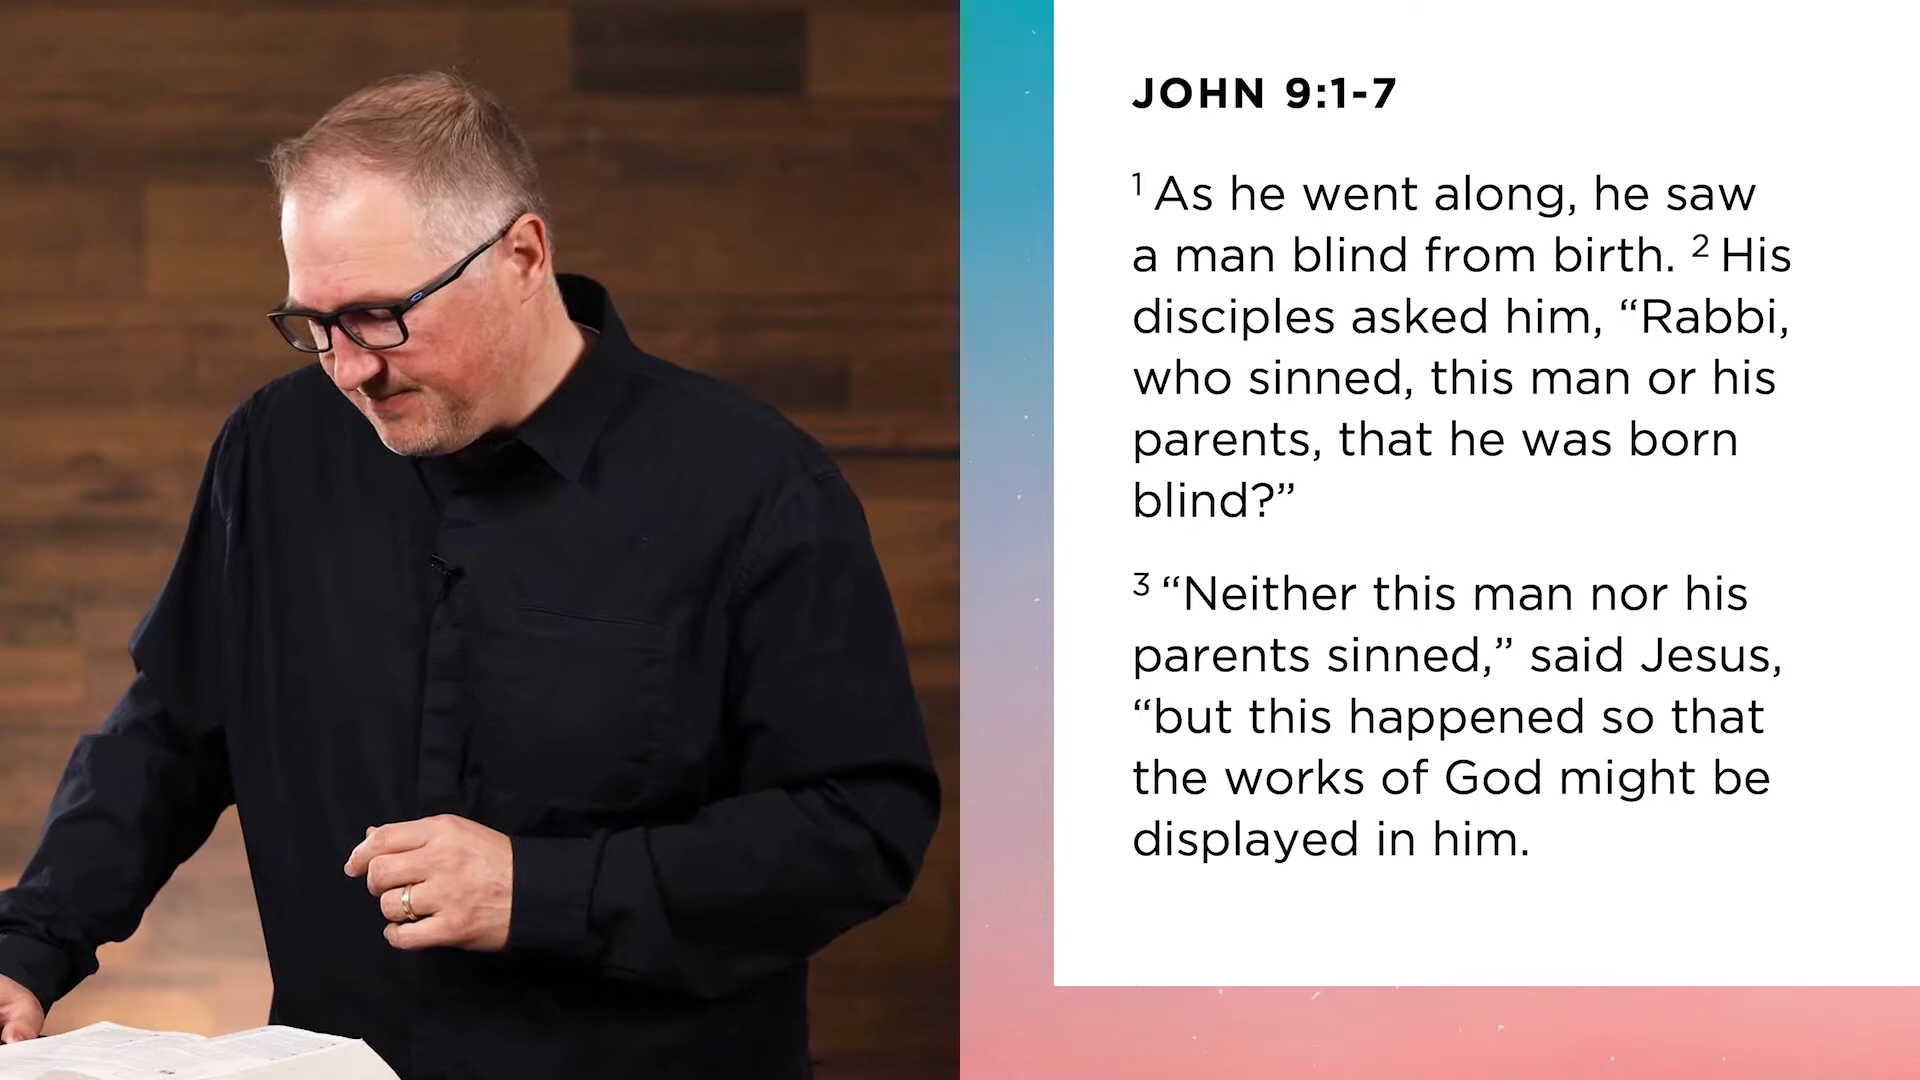 JOHN 9:1-7
1 As he went along, he saw
a man blind from birth. 2 His
disciples asked him, “Rabbi,
who sinned, this man or his
parents, that he was born
blind?”
3 “Neither this man nor his
parents sinned,” said Jesus,
“but this happened so that
the works of God might be
displayed in him.